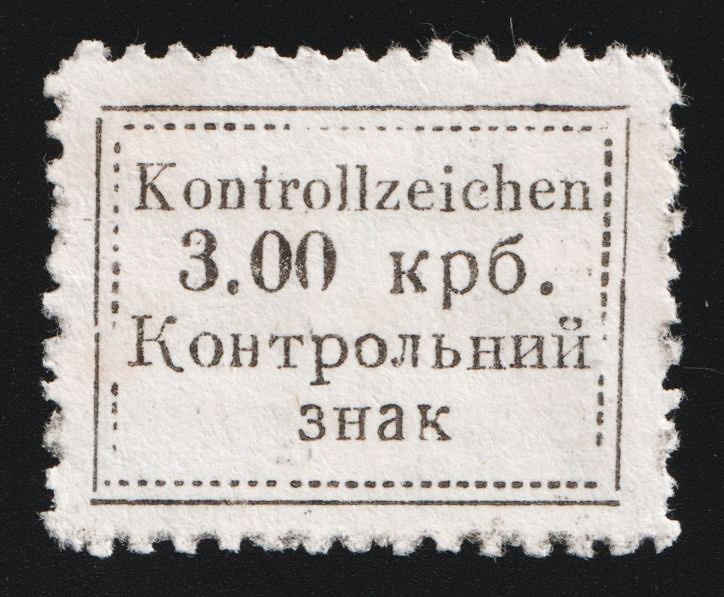 Kontrollzeichen
3.00 крб.
Контрольний
знак